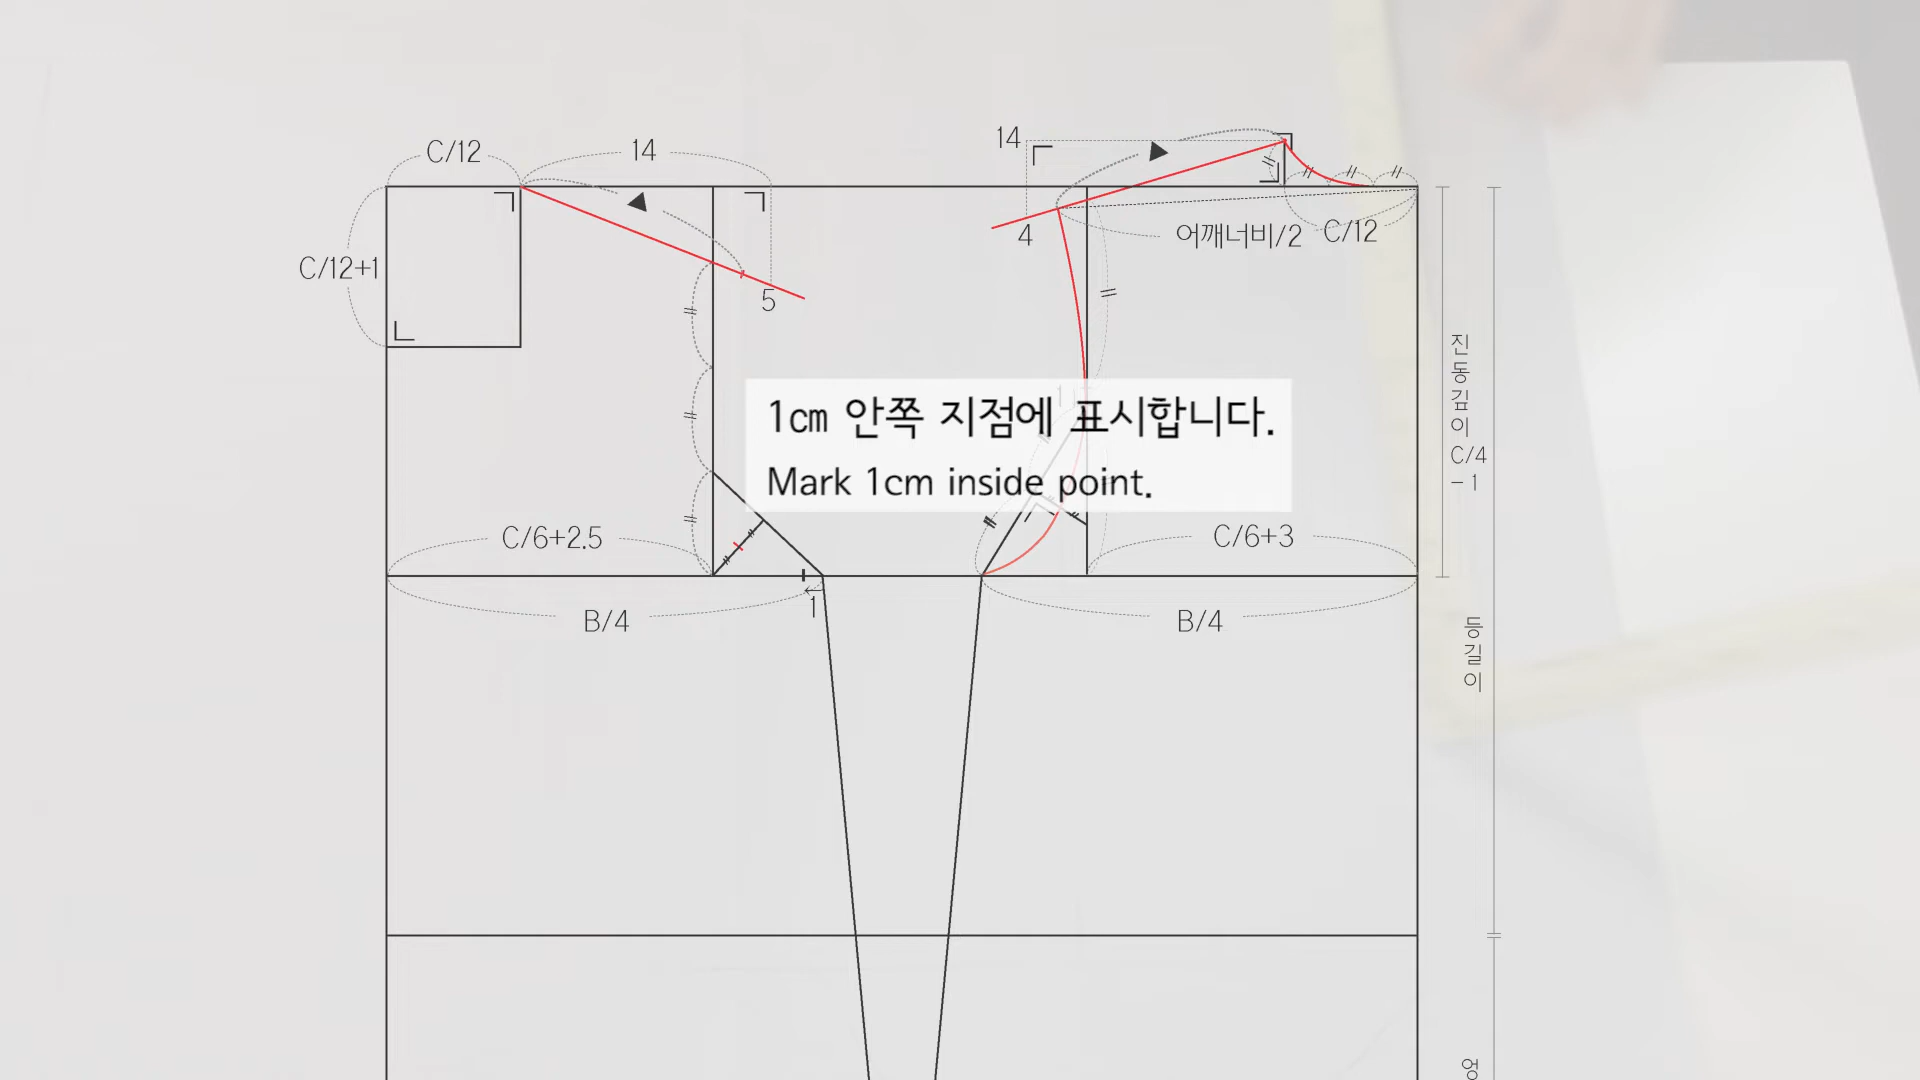 C/12
14
14
C/12+1
5
4
어깨너비/2
C/12
진동깊이
C/4
-1
1
1cm 안쪽 지점에 표시합니다.
Mark 1cm inside point.
C/6+2.5
C/6+3
B/4
1
B/4
등길이
엉